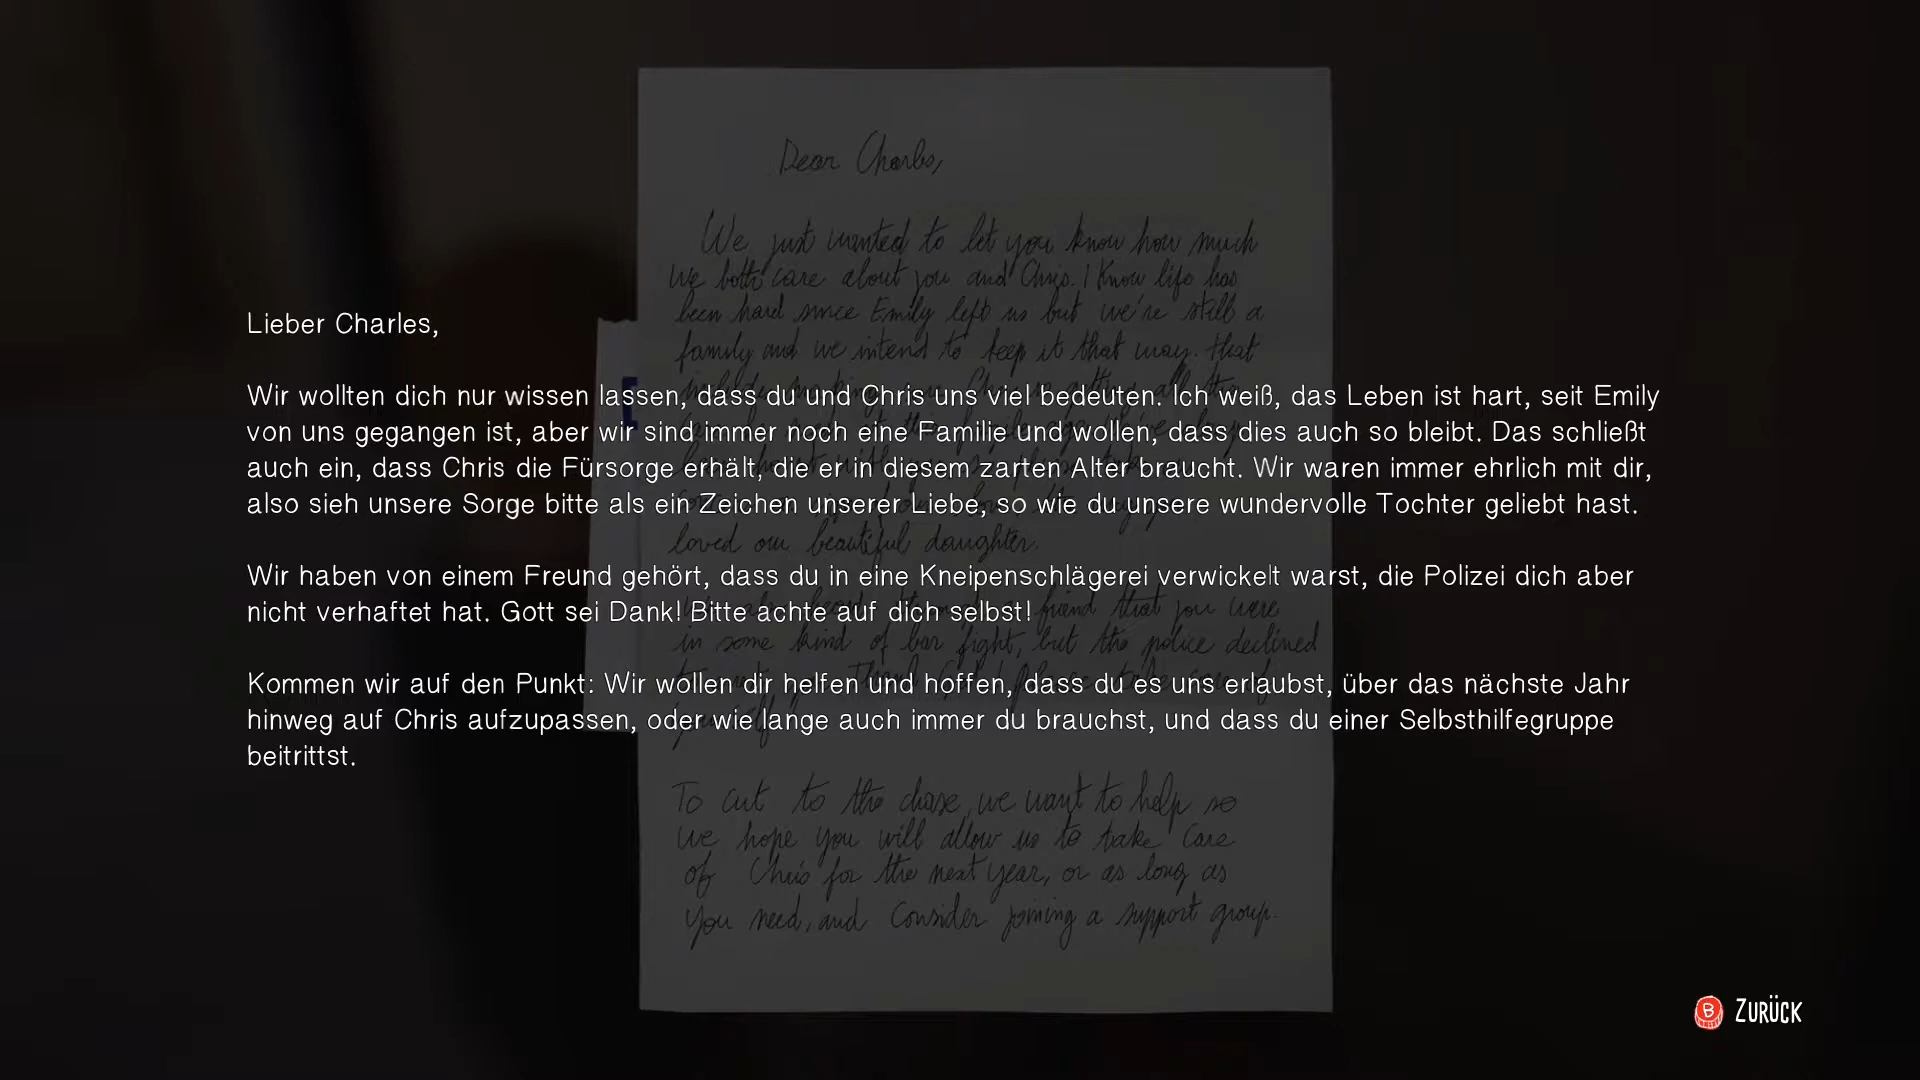 Lieber Charles,
Wir wollten dich nur wissen lassen, dass du und Chris uns viel bedeuten. Ich weiß, das Leben ist hart, seit Emily
von uns gegangen ist, aber wir sind immer noch eine Familie und wollen, dass dies auch so bleibt. Das schließt
auch ein, dass Chris die Fürsorge erhält, die er in diesem zarten Alter braucht. Wir waren immer ehrlich mit dir,
also sieh unsere Sorge bitte als ein Zeichen unserer Liebe, so wie du unsere wundervolle Tochter geliebt hast.
Wir haben von einem Freund gehört, dass du in eine Kneipenschlägerei verwickelt warst, die Polizei dich aber
nicht verhaftet hat. Gott sei Dank! Bitte achte auf dich selbst!
Kommen wir auf den Punkt: Wir wollen dir helfen und hoffen, dass du es uns erlaubst, über das nächste Jahr
hinweg auf Chris aufzupassen, oder wie lange auch immer du brauchst, und dass du einer Selbsthilfegruppe
beitrittst.
Dear Charles,
We just wanted to let you know how much
we both care about you and Chris. I know life has
been hard since Emily left us but we're still a
family and we intend to keep it that way. that
loved our beautiful daughter.
friend that you were
in some kind of bar fight, but the police declined
To cut to the chase, we want to help so
we hope you will allow us to take care
of Chris for the next year, or as long as
you need, and consider joining a support group.
B ZURÜCK